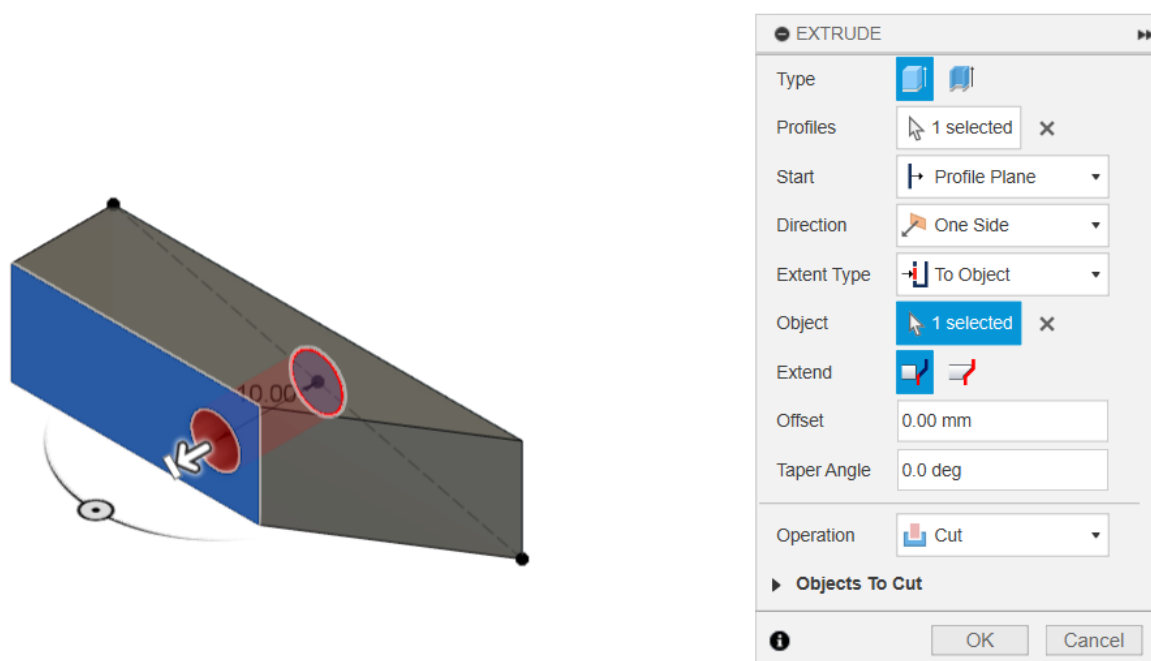 EXTRUDE
Type
Profiles 1 selected
Start Profile Plane
Direction One Side
Extent Type To Object
Object 1 selected
Extend
10.00
Offset 0.00 mm
Taper Angle 0.0 deg
Operation Cut
Objects To Cut
OK Cancel